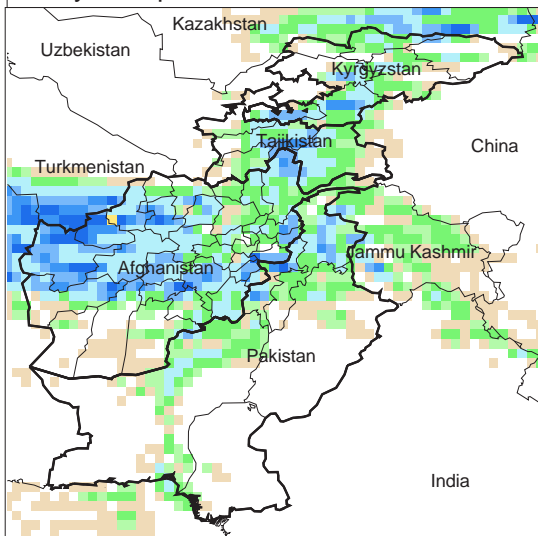 Kazakhstan
Uzbekistan
Kyrgyzstan
Tajikistan
China
Turkmenistan
Jammu Kashmir
Afghanistan
Pakistan
India